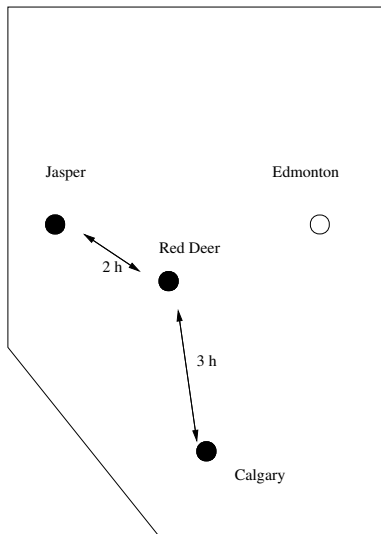 Jasper
Edmonton
Red Deer
2 h
3 h
Calgary